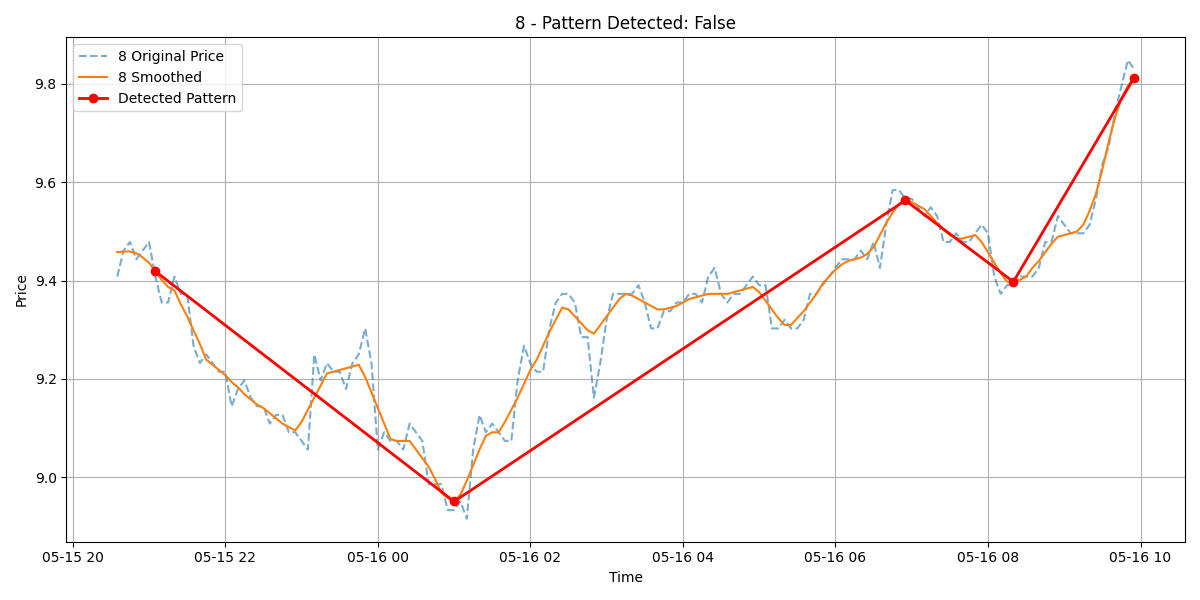 8 - Pattern Detected: False
8 Original Price
8 Smoothed
Detected Pattern
Price
9.8
9.6
9.4
9.2
9.0
05-15 20 05-15 22 05-16 00 05-16 02 05-16 04 05-16 06 05-16 08 05-16 10
Time